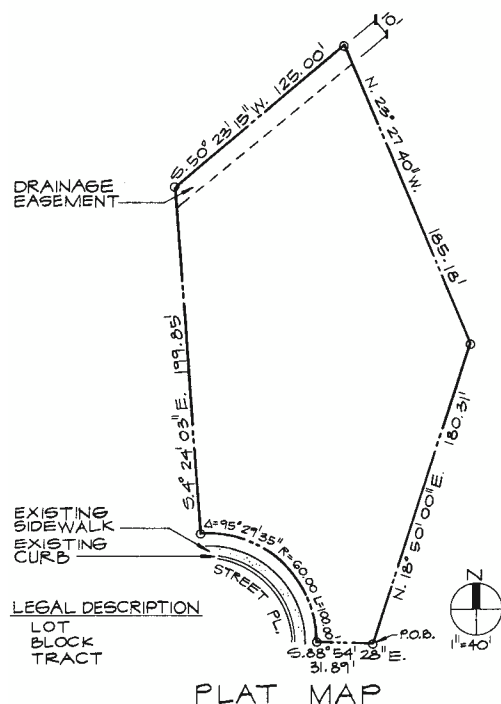 10'
S. 50° 23' 15" W. 125.00'
N. 23° 27' 40" W. 185.18'
DRAINAGE
EASEMENT
S. 4° 24' 03" E. 199.85'
N. 18° 50' 00" E. 180.31'
EXISTING
SIDEWALK
EXISTING
CURB
Δ=95° 29' 35" R=60.00 L=100.00'
STREET PL.
LEGAL DESCRIPTION
LOT
BLOCK
TRACT
S. 88° 54' 28" E.
31.89'
P.O.B.
N
1"=40'
PLAT MAP